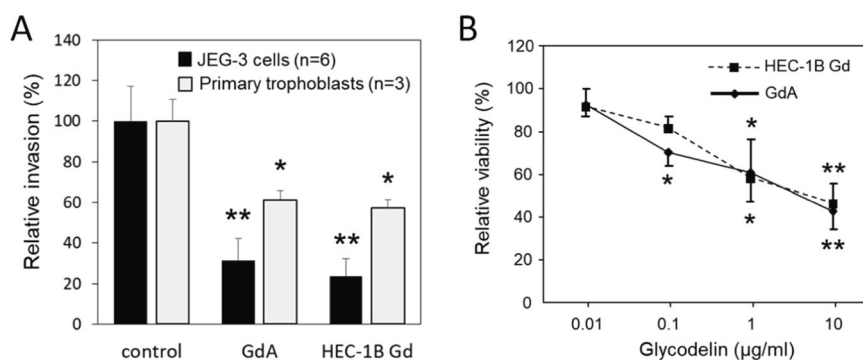 A
Relative invasion (%)
140
120
100
80
60
40
20
0
JEG-3 cells (n=6)
Primary trophoblasts (n=3)
**
*
**
*
control GdA HEC-1B Gd
B
Relative viability (%)
120
100
80
60
40
20
0
HEC-1B Gd
GdA
*
*
*
**
**
0.01 0.1 1 10
Glycodelin (µg/ml)